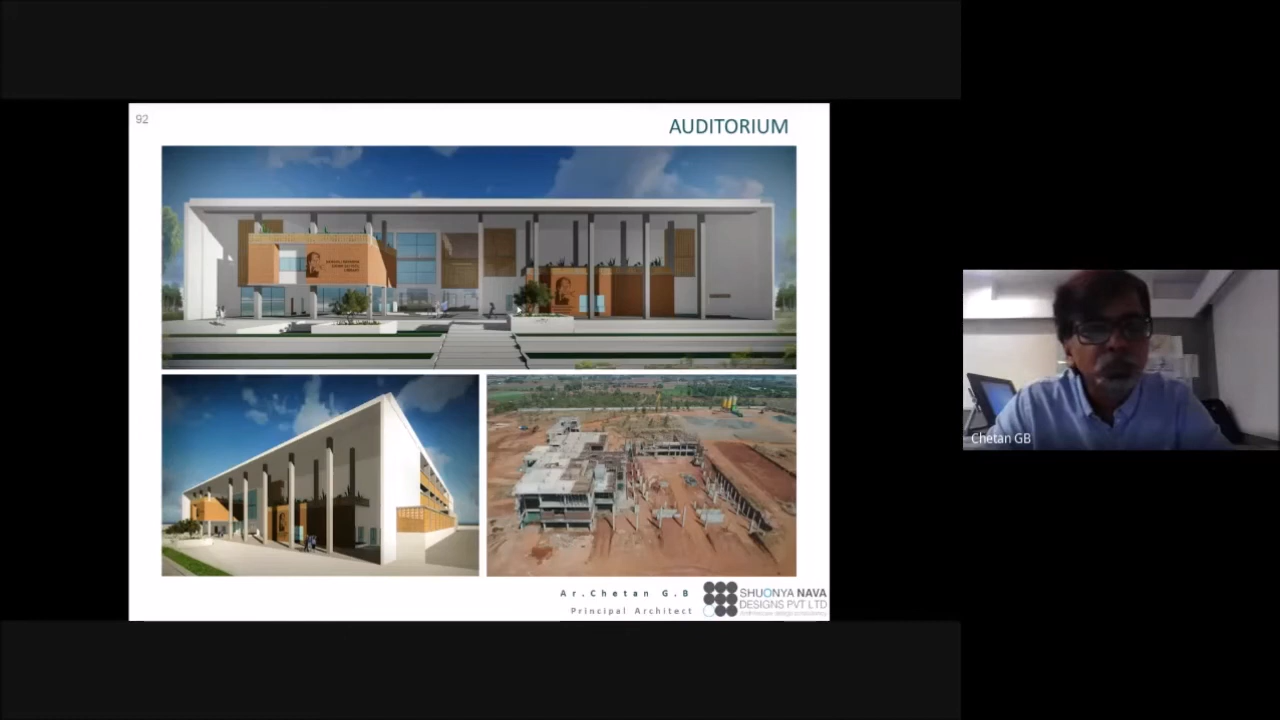 92
AUDITORIUM
Ar.Chetan G.B
Principal Architect
SHUONYA NAVA
DESIGNS PVT LTD
Chetan GB